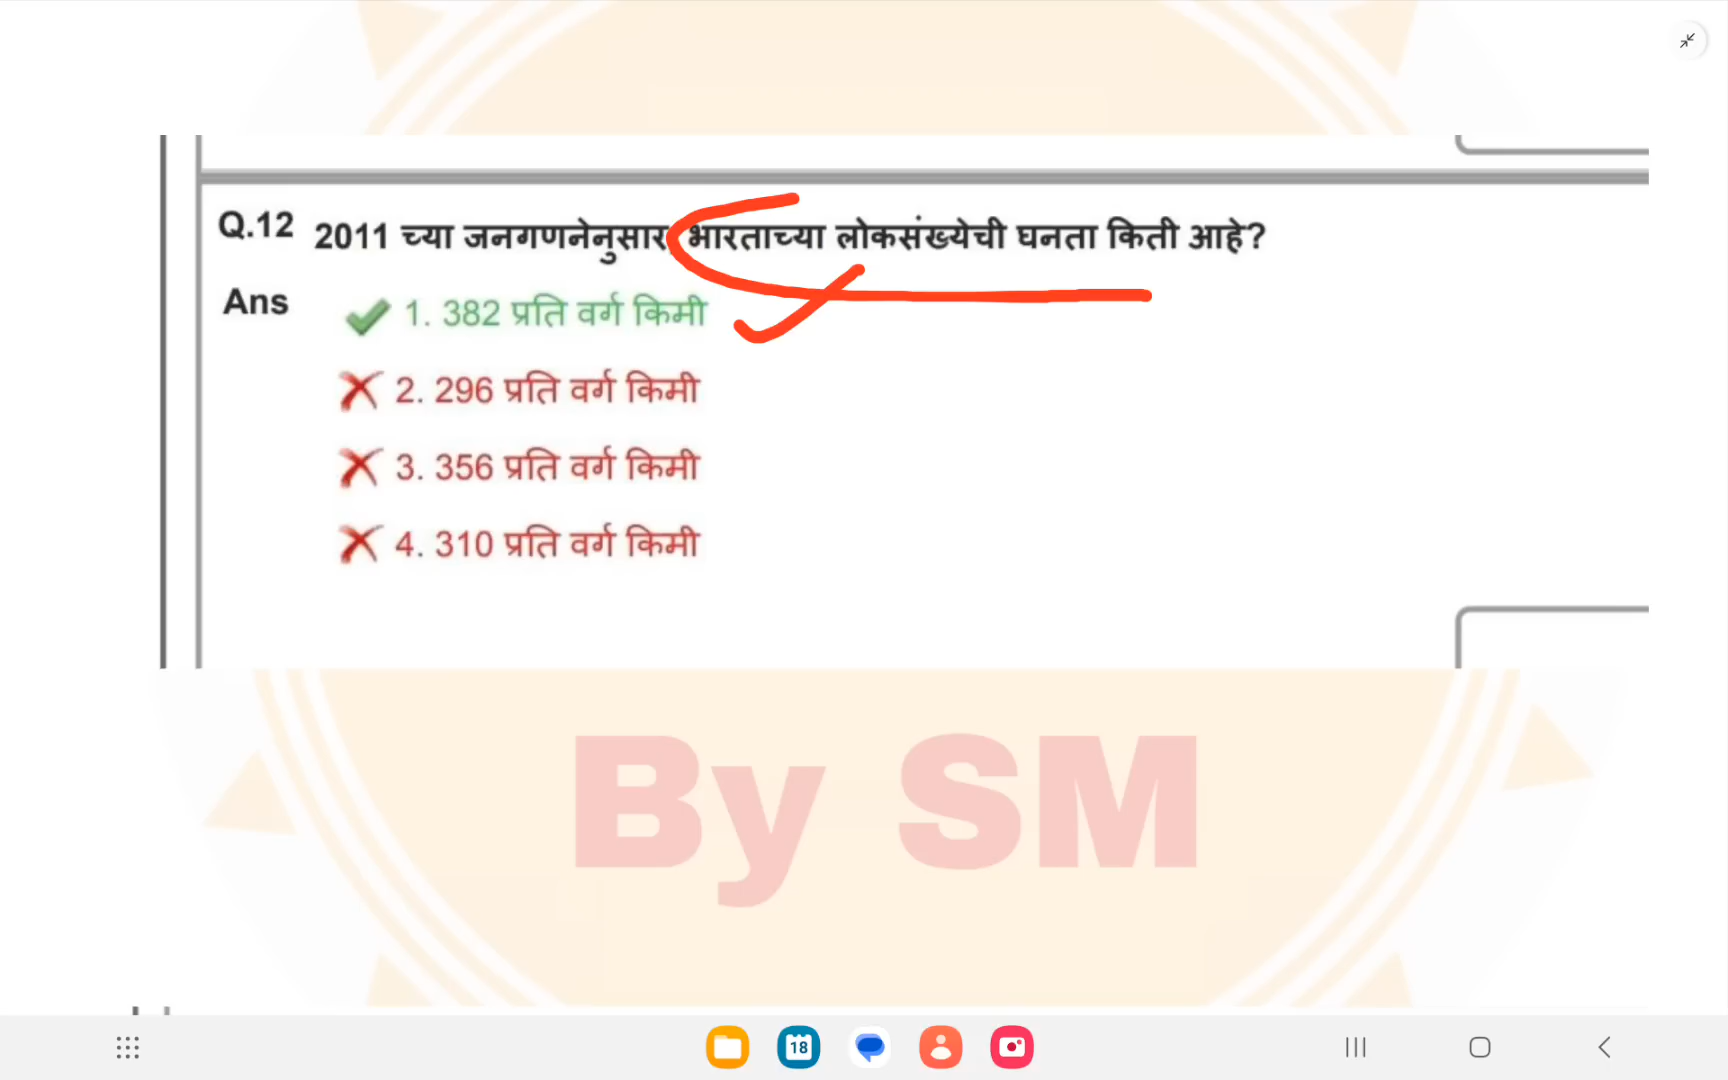 Q.12 2011 च्या जनगणनेनुसार, भारताच्या लोकसंख्येची घनता किती आहे?
Ans 1. 382 प्रति वर्ग किमी
2. 296 प्रति वर्ग किमी
3. 356 प्रति वर्ग किमी
4. 310 प्रति वर्ग किमी
By SM
18